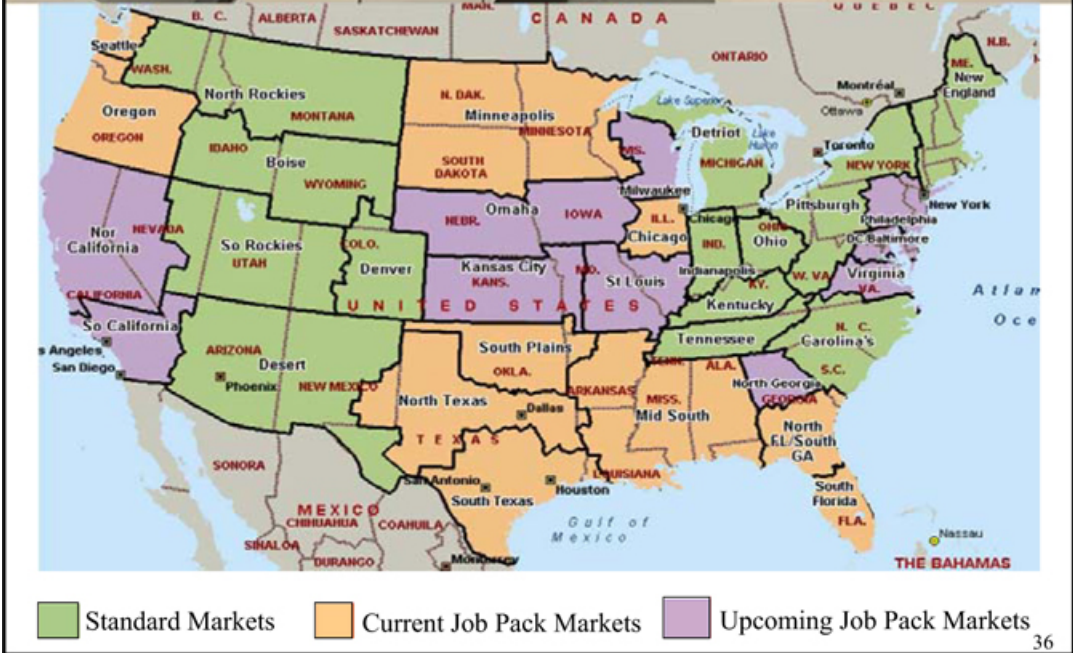 B. C.
ALBERTA
SASKATCHEWAN
MAN.
CANADA
QUEBEC
ONTARIO
N.B.
ME.
New
England
Montréal
Ottawa
Toronto
Seattle
WASH.
North Rockies
MONTANA
N. DAK.
Minneapolis
MINNESOTA
Lake Superior
Lake
Huron
Detriot
MICHIGAN
NEW YORK
Oregon
OREGON
IDAHO
Boise
WYOMING
SOUTH
DAKOTA
Milwaukee
Pittsburgh
New York
Philadelphia
DC/Baltimore
Nor
California
NEVADA
So Rockies
UTAH
COLO.
Denver
NEBR.
Omaha
IOWA
ILL.
Chicago
Chicago
IND.
OHIO
Ohio
Indianapolis
W. VA
Virginia
VA.
CALIFORNIA
Kansas City
KANS.
MO.
St Louis
KY.
Kentucky
UNITED STATES
Atlan
Oce
So California
s Angeles
San Diego
ARIZONA
Desert
Phoenix
NEW MEXICO
South Plains
OKLA.
ARKANSAS
Tennessee
TENN.
N. C.
Carolina's
S.C.
North Texas
Dallas
TEXAS
MISS.
ALA.
Mid South
North Georgia
GEORGIA
North
FL/South
GA
San Antonio
South Texas
Houston
LOUISIANA
South
Florida
FLA.
SONORA
MEXICO
CHIHUAHUA
COAHUILA
SINALOA
DURANGO
Monterrey
Gulf of
Mexico
Nassau
THE BAHAMAS
Standard Markets
Current Job Pack Markets
Upcoming Job Pack Markets
36